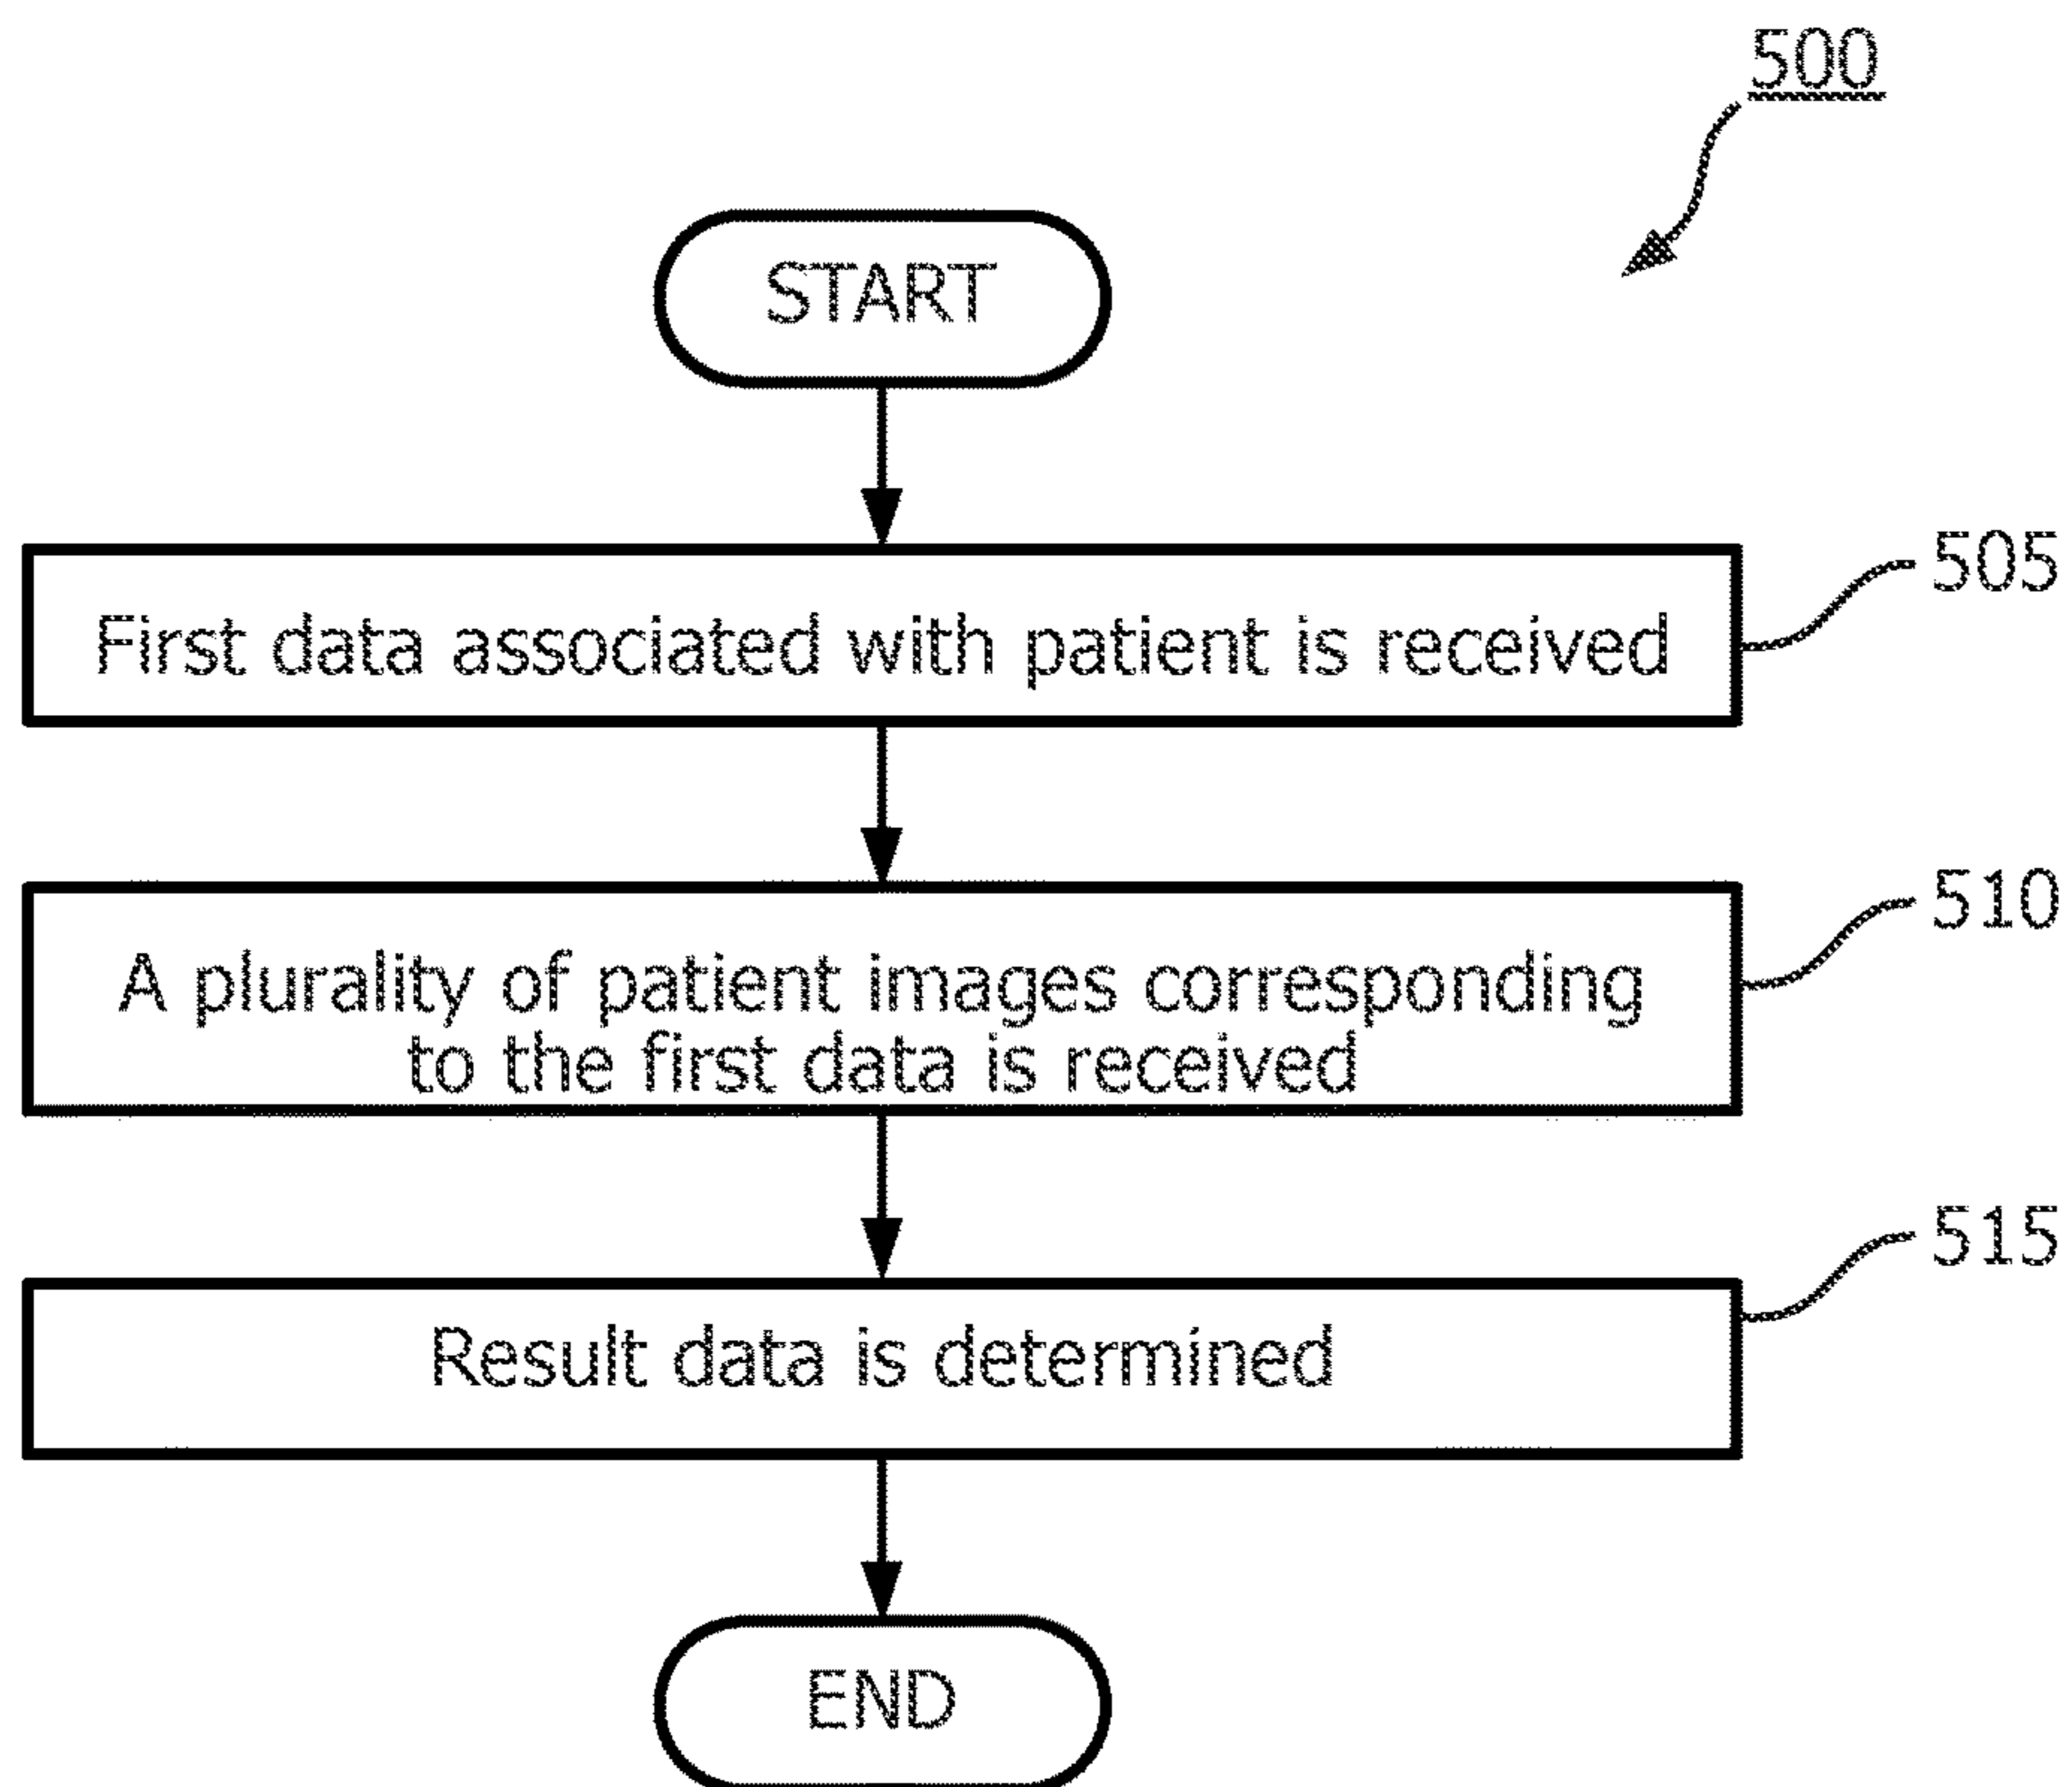 500
START
First data associated with patient is received
505
A plurality of patient images corresponding
to the first data is received
510
Result data is determined
515
END